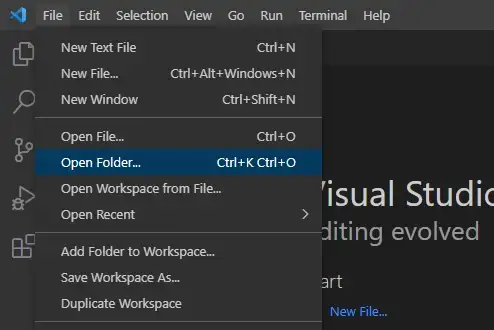 File Edit Selection View Go Run Terminal Help
New Text File Ctrl+N
New File... Ctrl+Alt+Windows+N
New Window Ctrl+Shift+N
Open File... Ctrl+O
Open Folder... Ctrl+K Ctrl+O
Open Workspace from File...
Open Recent
Add Folder to Workspace...
Save Workspace As...
Duplicate Workspace
Visual Studio
diting evolved
art
New File...